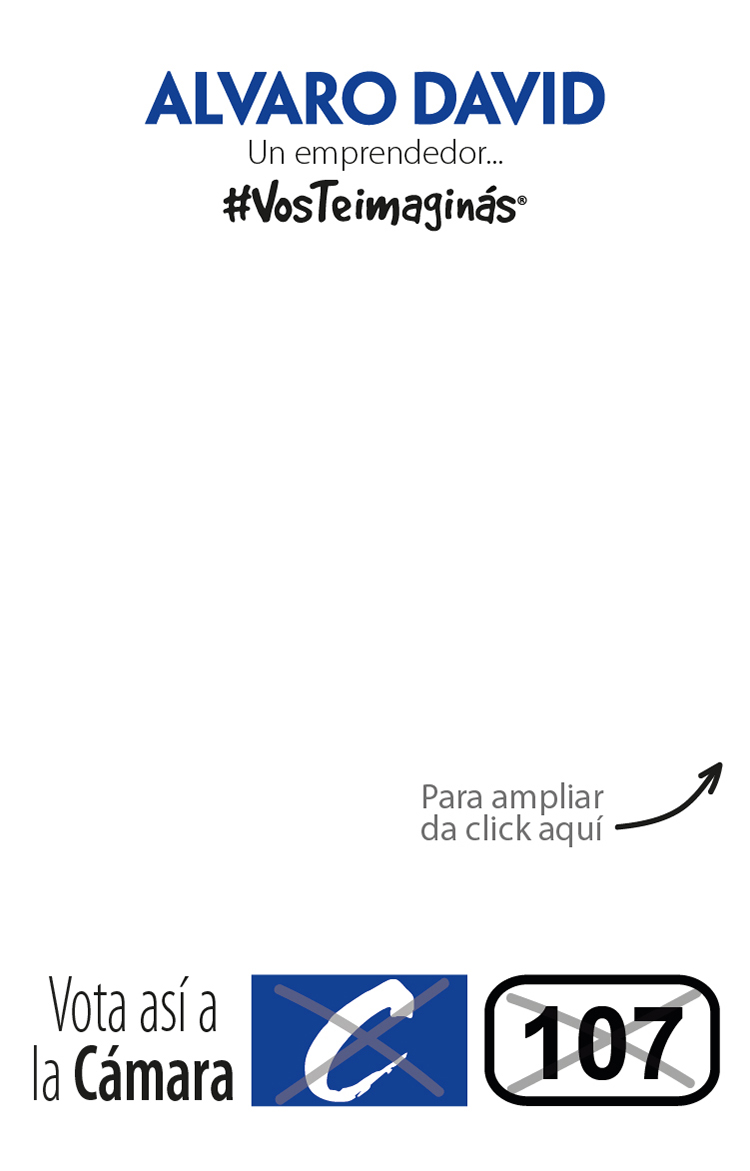 ALVARO DAVID
Un emprendedor...
#VosTeimaginás®
Para ampliar
da click aquí
Vota así a
la Cámara
C
107